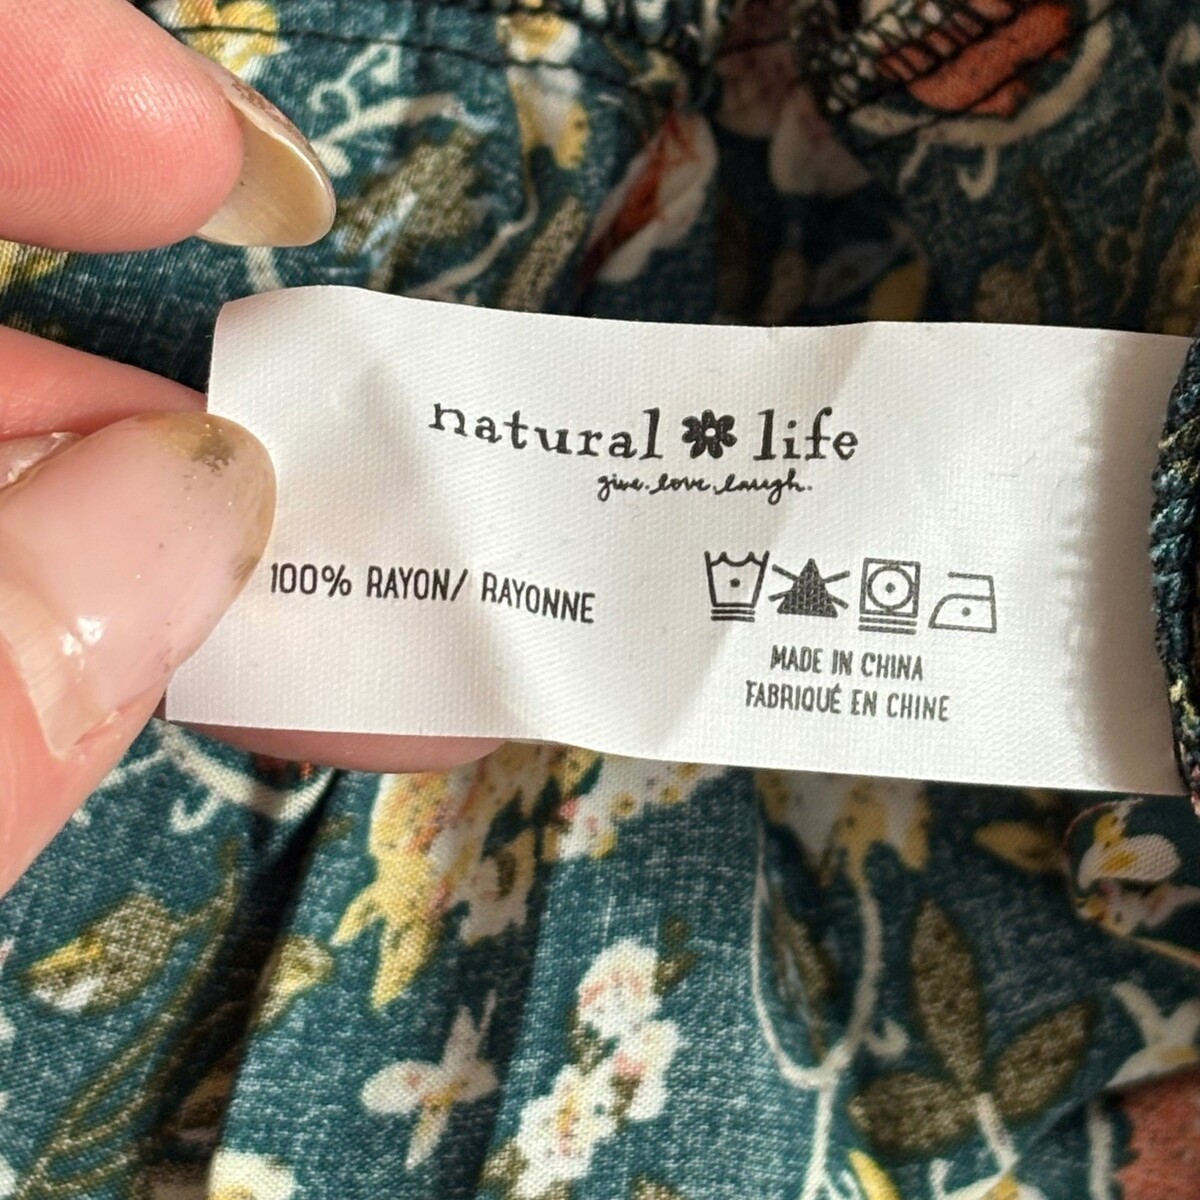 natural life
give.love.laugh.
100% RAYON/ RAYONNE
MADE IN CHINA
FABRIQUÉ EN CHINE